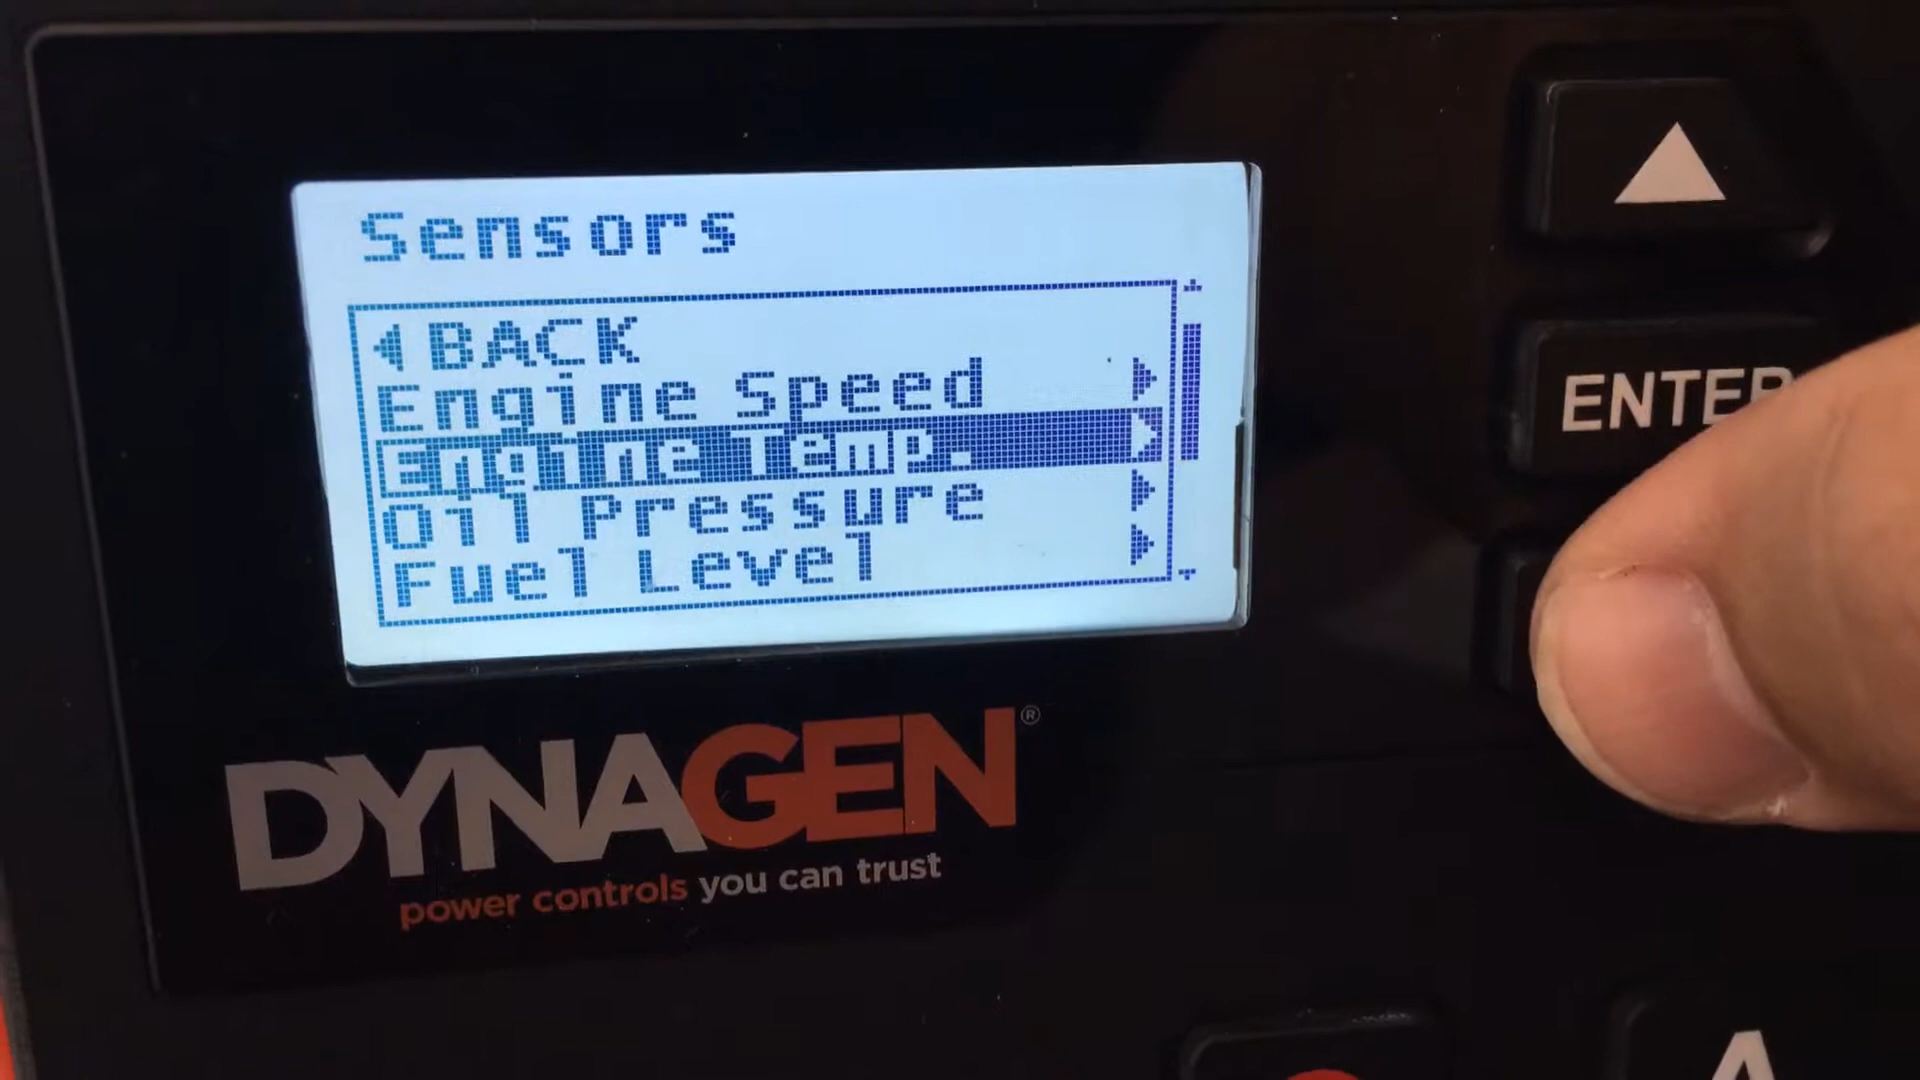 Sensors
BACK
Engine Speed
Engine Temp.
Oil Pressure
Fuel Level
ENTER
DYNAGEN®
power controls you can trust
A